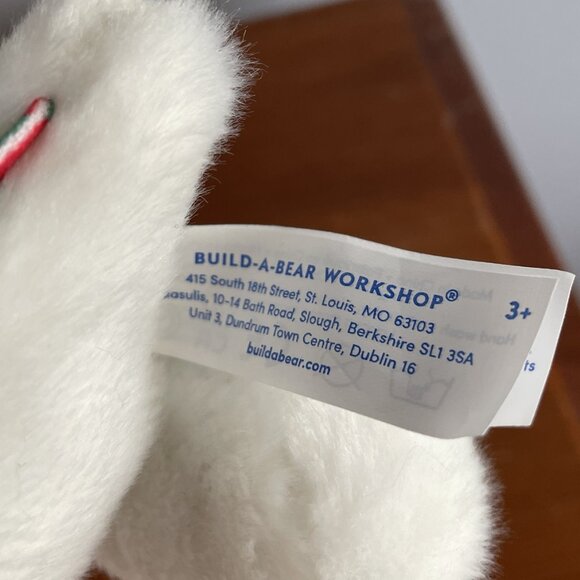 BUILD-A-BEAR WORKSHOP®
3+
415 South 18th Street, St. Louis, MO 63103
10-14 Bath Road, Slough, Berkshire SL1 3SA
Unit 3, Dundrum Town Centre, Dublin 16
buildabear.com